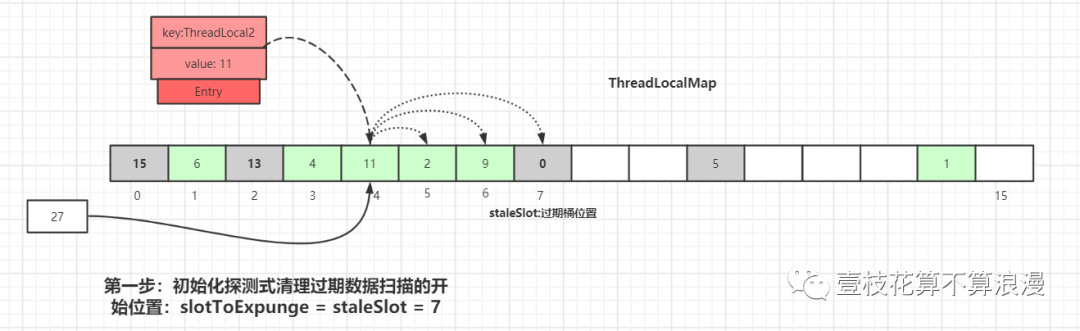 key:ThreadLocal2
value: 11
Entry
ThreadLocalMap
15 6 13 4 11 2 9 0 5 1
0 1 2 3 4 5 6 7 15
staleSlot:过期桶位置
27
第一步：初始化探测式清理过期数据扫描的开
始位置：slotToExpunge = staleSlot = 7
壹枝花算不算浪漫